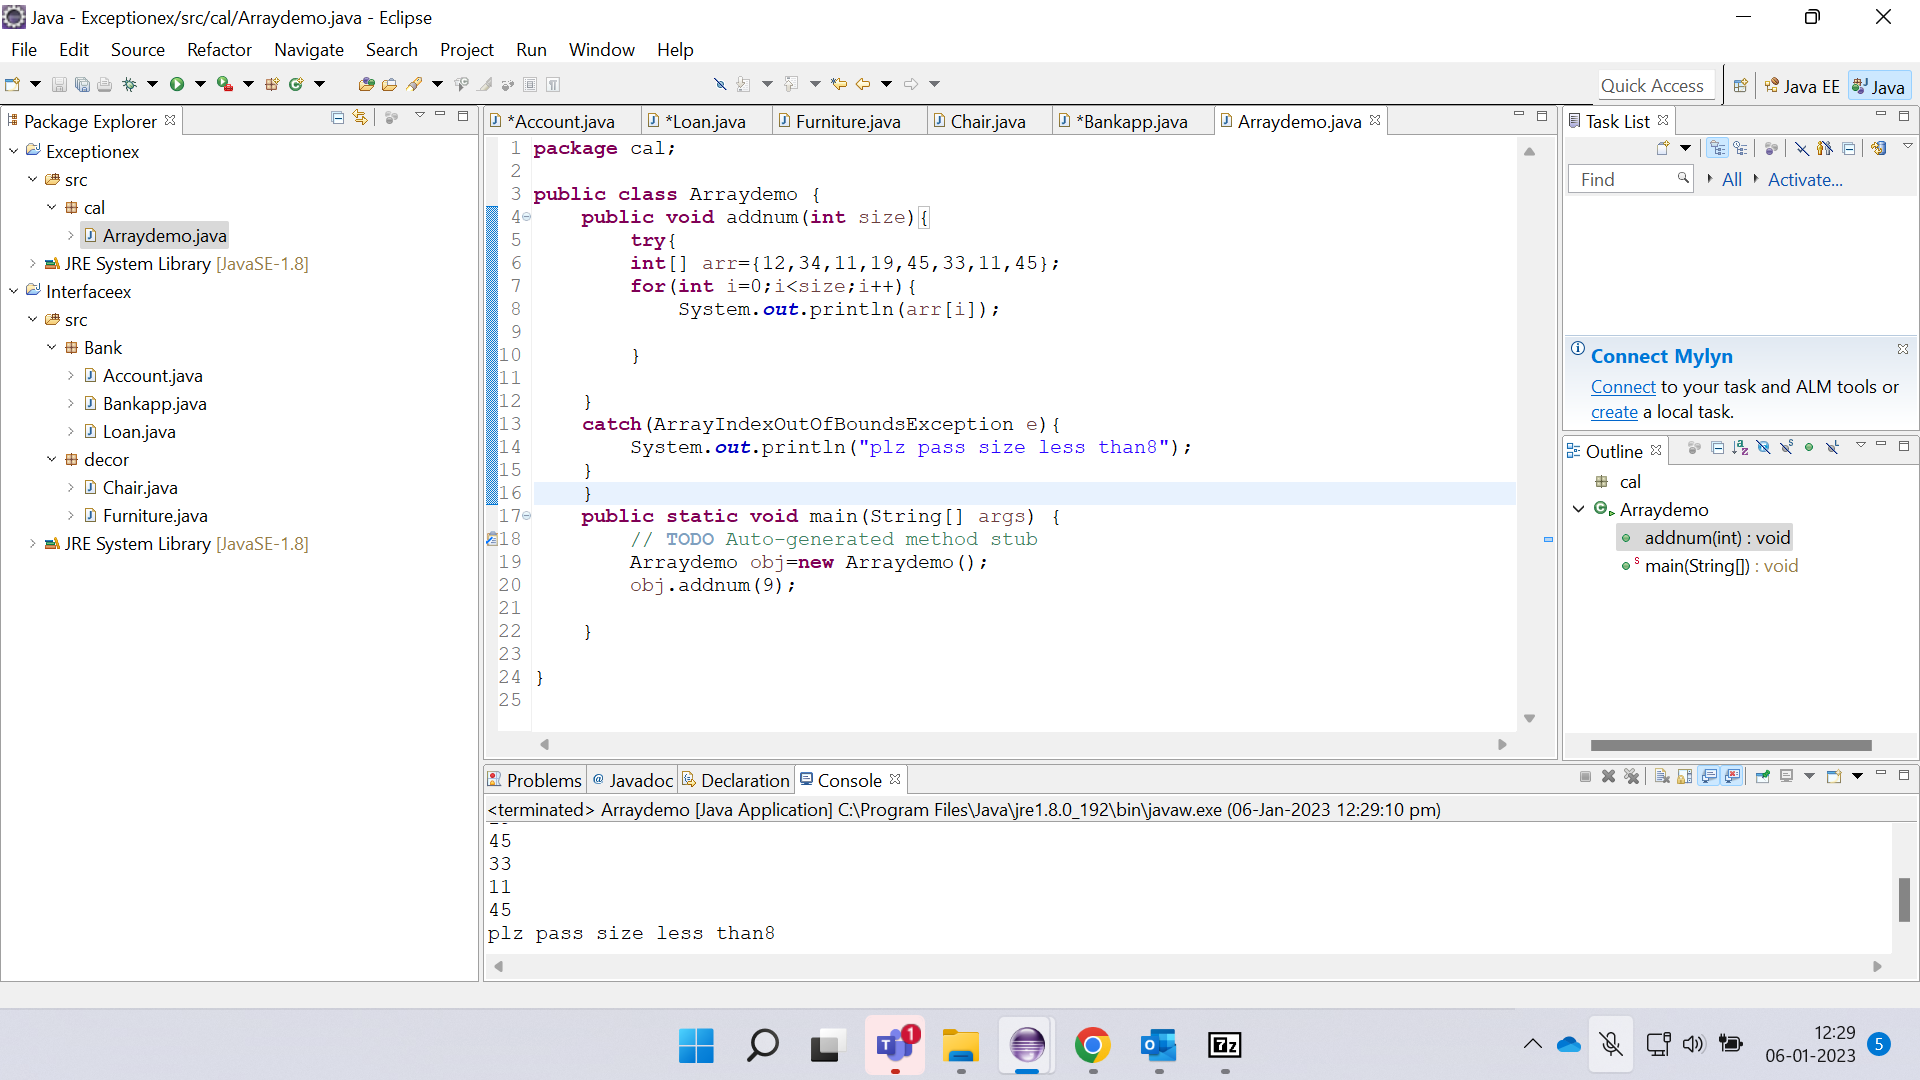 Java - Exceptionex/src/cal/Arraydemo.java - Eclipse
File Edit Source Refactor Navigate Search Project Run Window Help
Quick Access Java EE Java
Package Explorer
Exceptionex
src
cal
Arraydemo.java
JRE System Library [JavaSE-1.8]
Interfaceex
src
Bank
Account.java
Bankapp.java
Loan.java
decor
Chair.java
Furniture.java
JRE System Library [JavaSE-1.8]
*Account.java *Loan.java Furniture.java Chair.java *Bankapp.java Arraydemo.java
1 package cal;
2
3 public class Arraydemo {
4 public void addnum(int size){
5 try{
6 int[] arr={12,34,11,19,45,33,11,45};
7 for(int i=0;i<size;i++){
8 System.out.println(arr[i]);
9
10 }
11
12 }
13 catch(ArrayIndexOutOfBoundsException e){
14 System.out.println("plz pass size less than8");
15 }
16 }
17 public static void main(String[] args) {
18 // TODO Auto-generated method stub
19 Arraydemo obj=new Arraydemo();
20 obj.addnum(9);
21
22 }
23
24 }
25
Task List
Find All Activate...
Connect Mylyn
Connect to your task and ALM tools or
create a local task.
Outline
cal
Arraydemo
addnum(int) : void
main(String[]) : void
Problems @ Javadoc Declaration Console
<terminated> Arraydemo [Java Application] C:\Program Files\Java\jre1.8.0_192\bin\javaw.exe (06-Jan-2023 12:29:10 pm)
45
33
11
45
plz pass size less than8
1
7z
12:29
06-01-2023
5